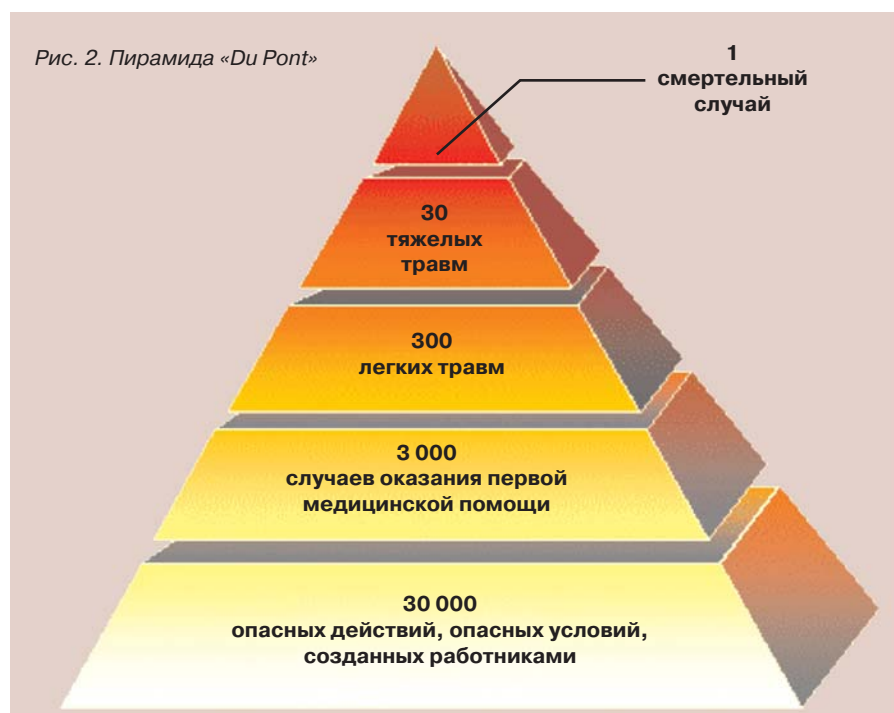 Рис. 2. Пирамида «Du Pont»
1
смертельный
случай
30
тяжелых
травм
300
легких травм
3 000
случаев оказания первой
медицинской помощи
30 000
опасных действий, опасных условий,
созданных работниками